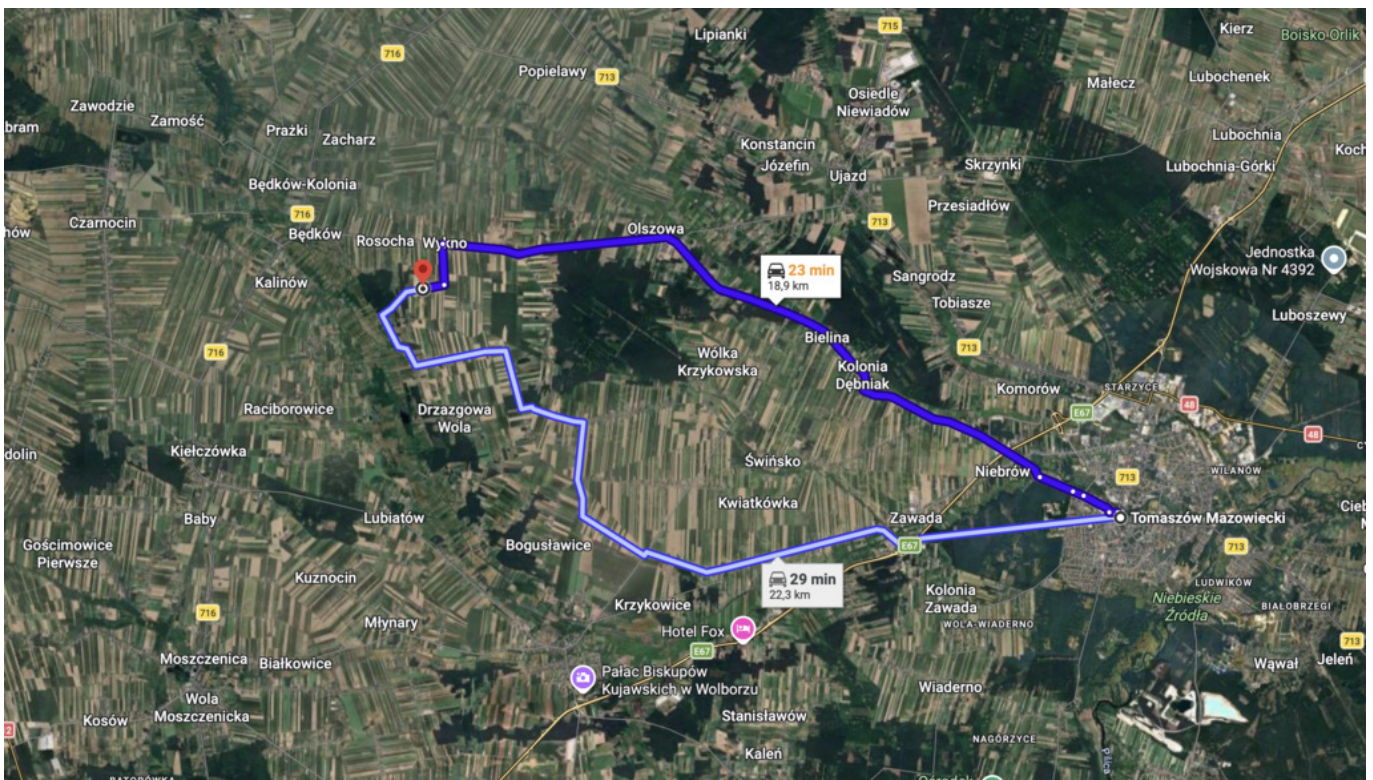 Lipianki
715
Kierz
Boisko Orlik
716
Popielawy
713
Małecz
Lubochenek
Osiedle
Niewiadów
Zawodzie
Zamość
Prażki
Zacharz
Lubochnia
Konstancin
Józefin
Ujazd
Skrzynki
Lubochnia-Górki
Będków-Kolonia
716
Będków
Czarnocin
Przesiadłów
713
Rosocha
Wykno
Olszowa
Jednostka
Wojskowa Nr 4392
23 min
18,9 km
Sangrodz
Tobiasze
Kalinów
Luboszewy
Bielina
716
Wólka
Krzykowska
Kolonia
Dębniak
713
Komorów
STARZYCE
48
E67
48
Raciborowice
Drzazgowa
Wola
Kiełczówka
Świńsko
Niebrów
713
WILANÓW
Kwiatkówka
Baby
Lubiatów
Zawada
Tomaszów Mazowiecki
Gościmowice
Pierwsze
Bogusławice
E67
713
Kuznocin
29 min
22,3 km
Kolonia
Zawada
LUDWIKÓW
Niebieskie
Źródła
BIAŁOBRZEGI
716
Krzykowice
Młynary
Hotel Fox
WOLA-WIADERNO
713
E67
Moszczenica
Białkowice
Pałac Biskupów
Kujawskich w Wolborzu
Wąwał
Jeleń
Wola
Moszczenicka
Wiaderno
Kosów
Stanisławów
NAGÓRZYCE
Kaleń
Pilica